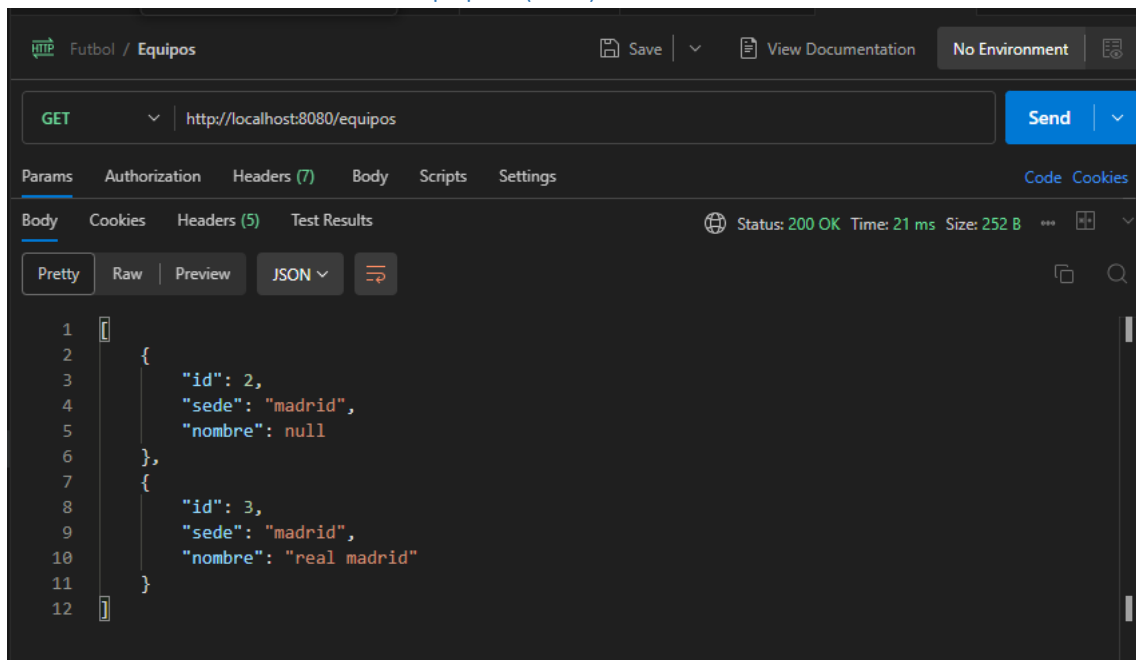 HTTP Futbol / Equipos Save View Documentation No Environment
GET http://localhost:8080/equipos Send
Params Authorization Headers (7) Body Scripts Settings Code Cookies
Body Cookies Headers (5) Test Results Status: 200 OK Time: 21 ms Size: 252 B
Pretty Raw Preview JSON
1 [
2 {
3 "id": 2,
4 "sede": "madrid",
5 "nombre": null
6 },
7 {
8 "id": 3,
9 "sede": "madrid",
10 "nombre": "real madrid"
11 }
12 ]